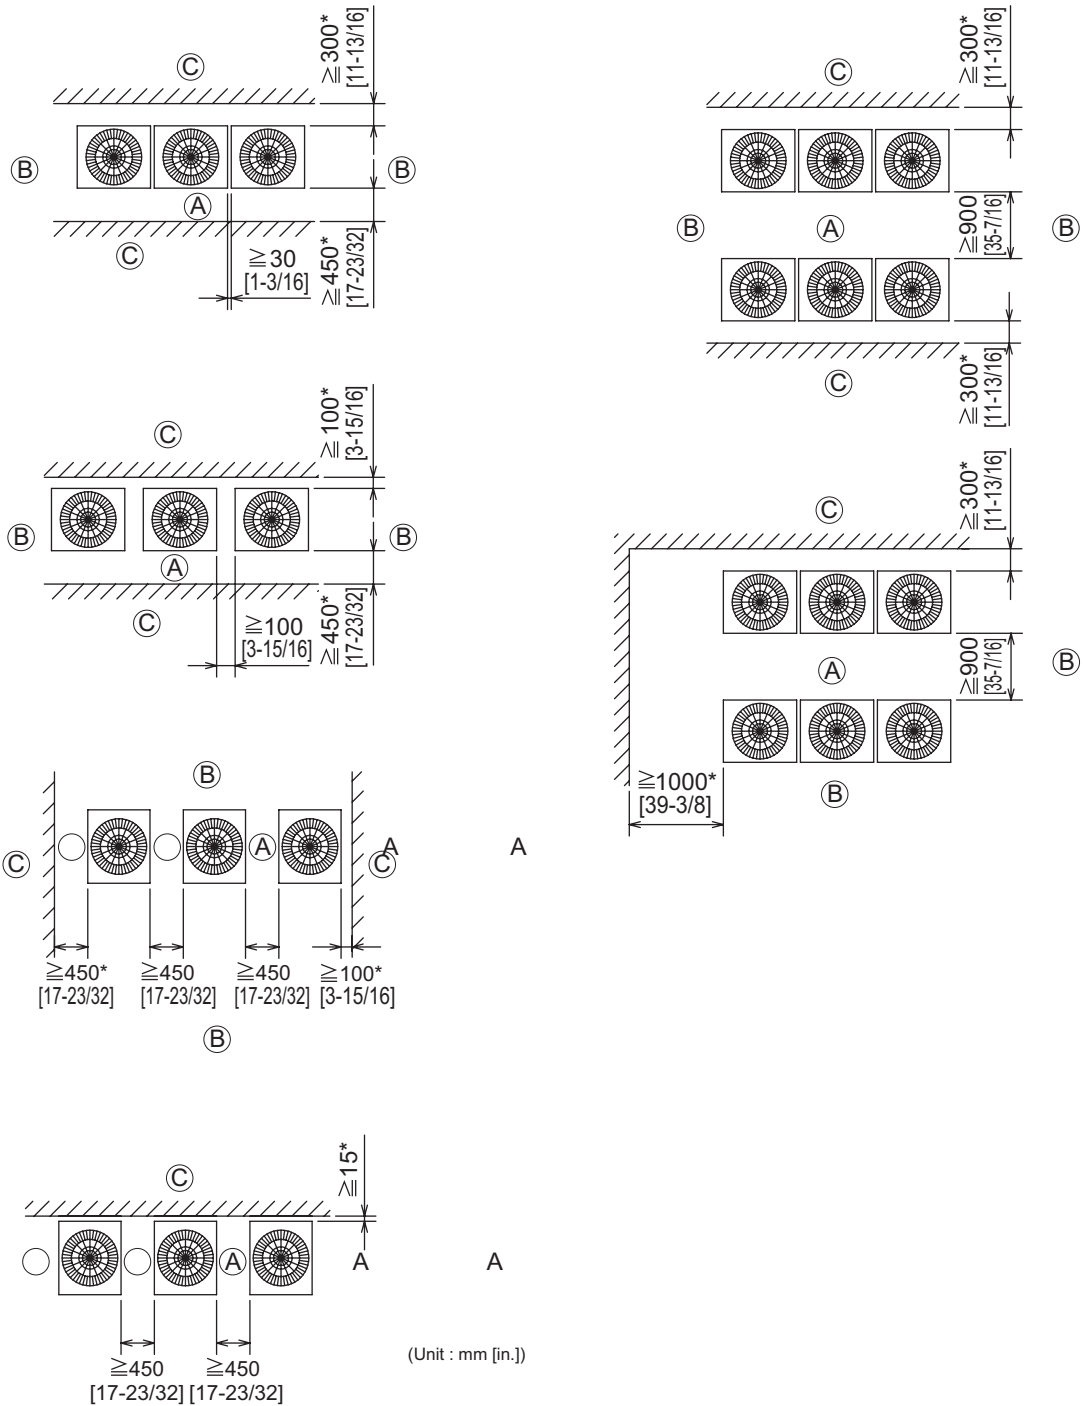 ≧300*
[11-13/16]
C
B
A
B
C
≧30
[1-3/16]
≧450*
[17-23/32]
≧100*
[3-15/16]
C
B
A
B
C
≧100
[3-15/16]
≧450*
[17-23/32]
B
C
A
A
C
A
≧450*
[17-23/32]
≧450
[17-23/32]
≧450
[17-23/32]
≧100*
[3-15/16]
B
≧15*
C
A
A
A
≧450
[17-23/32]
≧450
[17-23/32]
(Unit : mm [in.])
≧300*
[11-13/16]
C
B
A
≧900
[35-7/16]
B
C
≧300*
[11-13/16]
≧300*
[11-13/16]
C
A
≧900
[35-7/16]
B
≧1000*
[39-3/8]
B